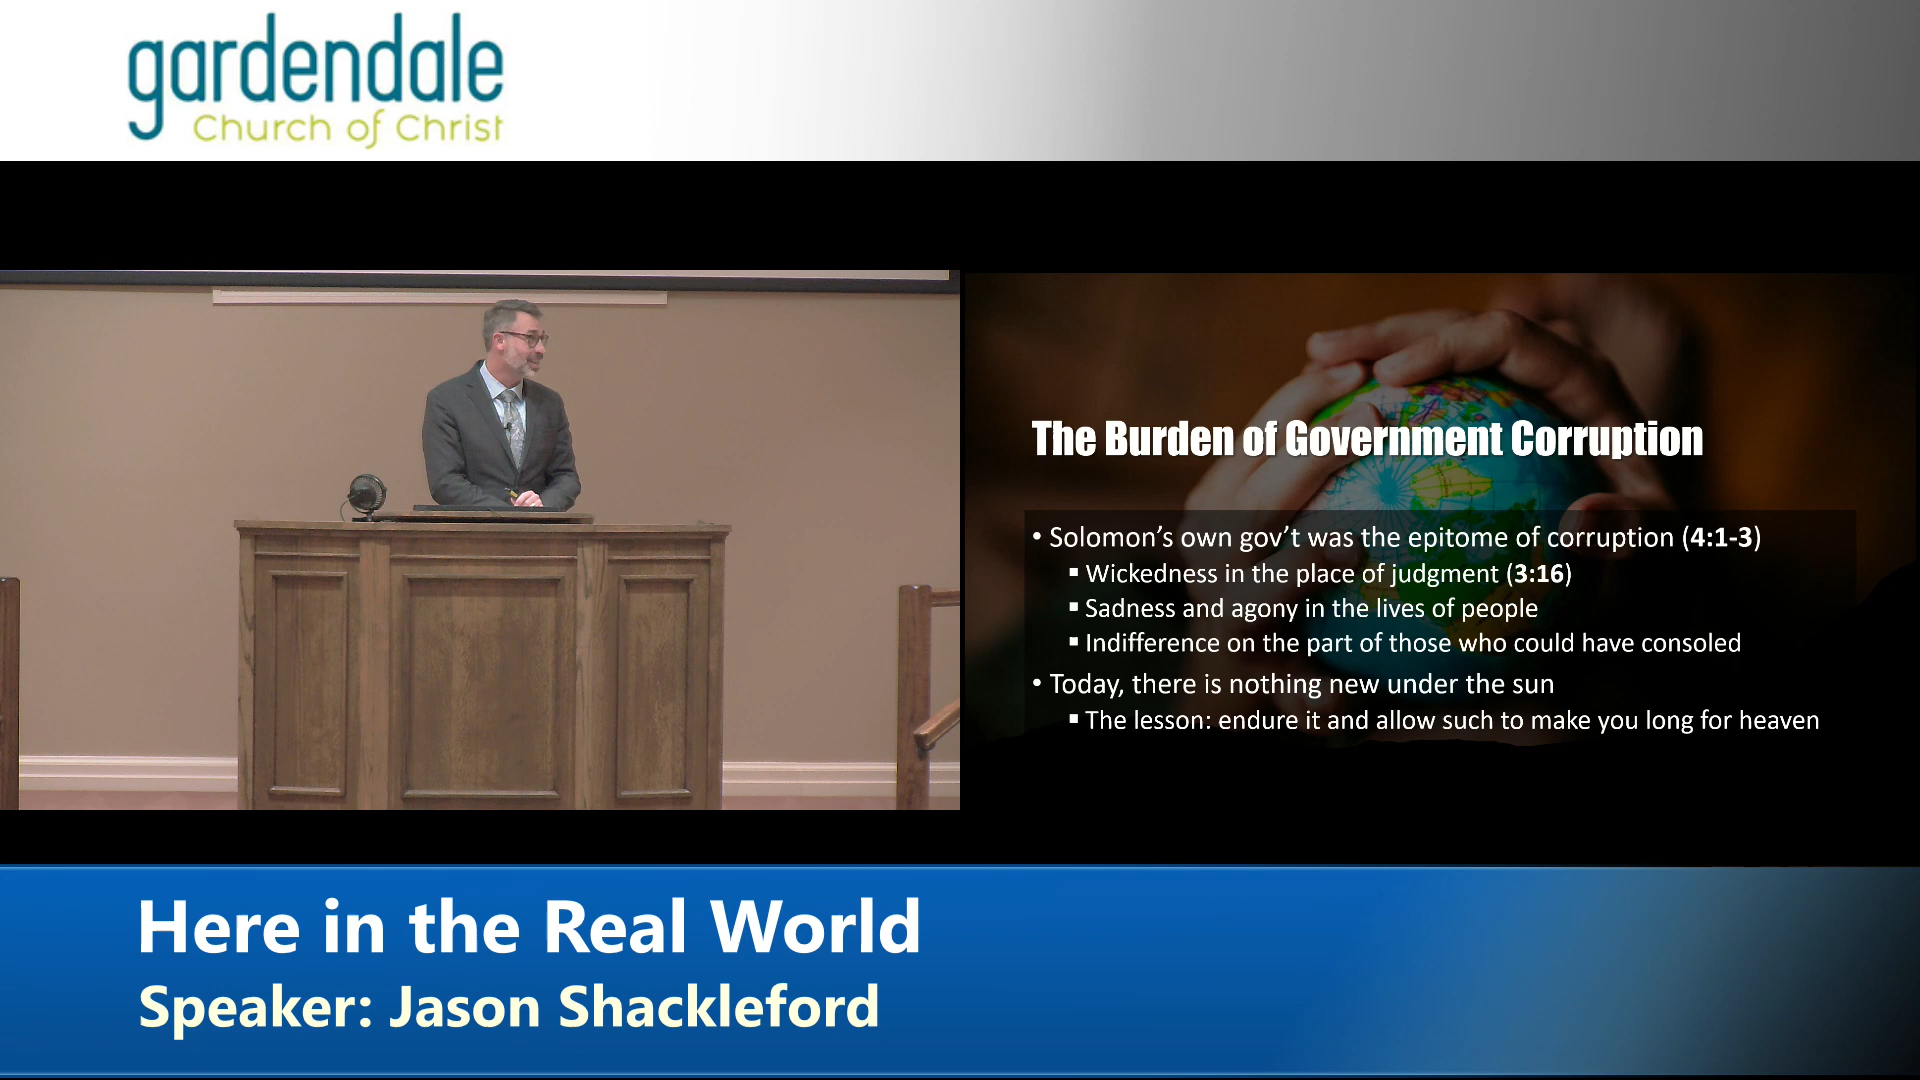 gardendale
Church of Christ
The Burden of Government Corruption
• Solomon’s own gov’t was the epitome of corruption (4:1-3)
▪ Wickedness in the place of judgment (3:16)
▪ Sadness and agony in the lives of people
▪ Indifference on the part of those who could have consoled
• Today, there is nothing new under the sun
▪ The lesson: endure it and allow such to make you long for heaven
Here in the Real World
Speaker: Jason Shackleford